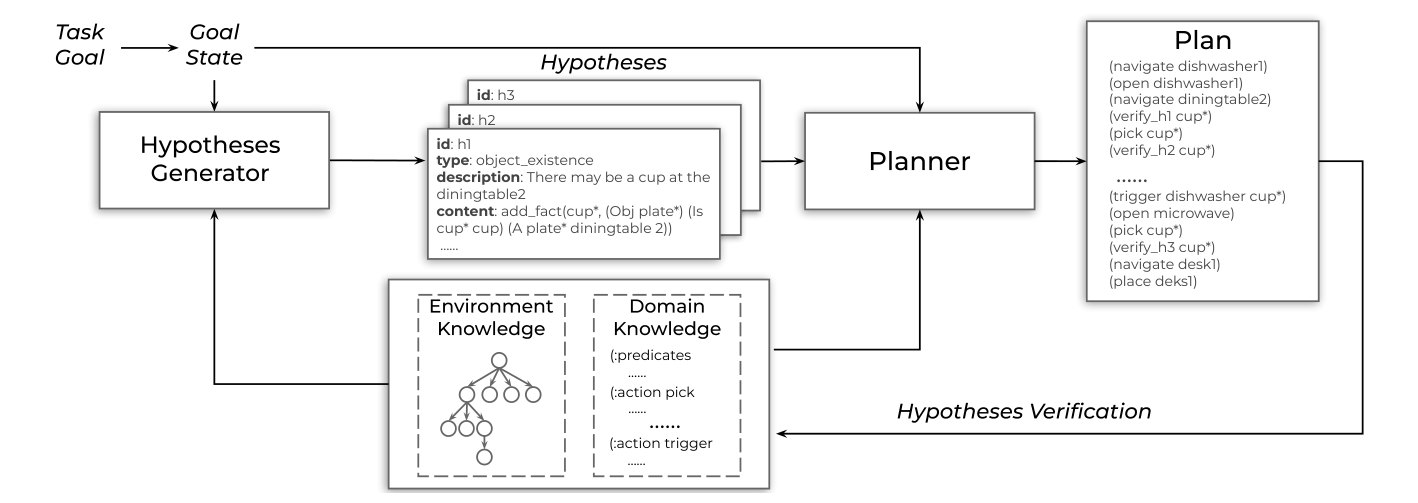 Task
Goal
Goal
State
Hypotheses
Hypotheses
Generator
id: h3
id: h2
id: h1
type: object_existence
description: There may be a cup at the
diningtable2
content: add_fact(cup*, (Obj plate*) (Is
cup* cup) (A plate* diningtable 2))
......
Planner
Plan
(navigate dishwasher1)
(open dishwasher1)
(navigate diningtable2)
(verify_h1 cup*)
(pick cup*)
(verify_h2 cup*)
......
(trigger dishwasher cup*)
(open microwave)
(pick cup*)
(verify_h3 cup*)
(navigate desk1)
(place deks1)
Environment
Knowledge
Domain
Knowledge
(:predicates
......
(:action pick
......
......
(:action trigger
......
Hypotheses Verification